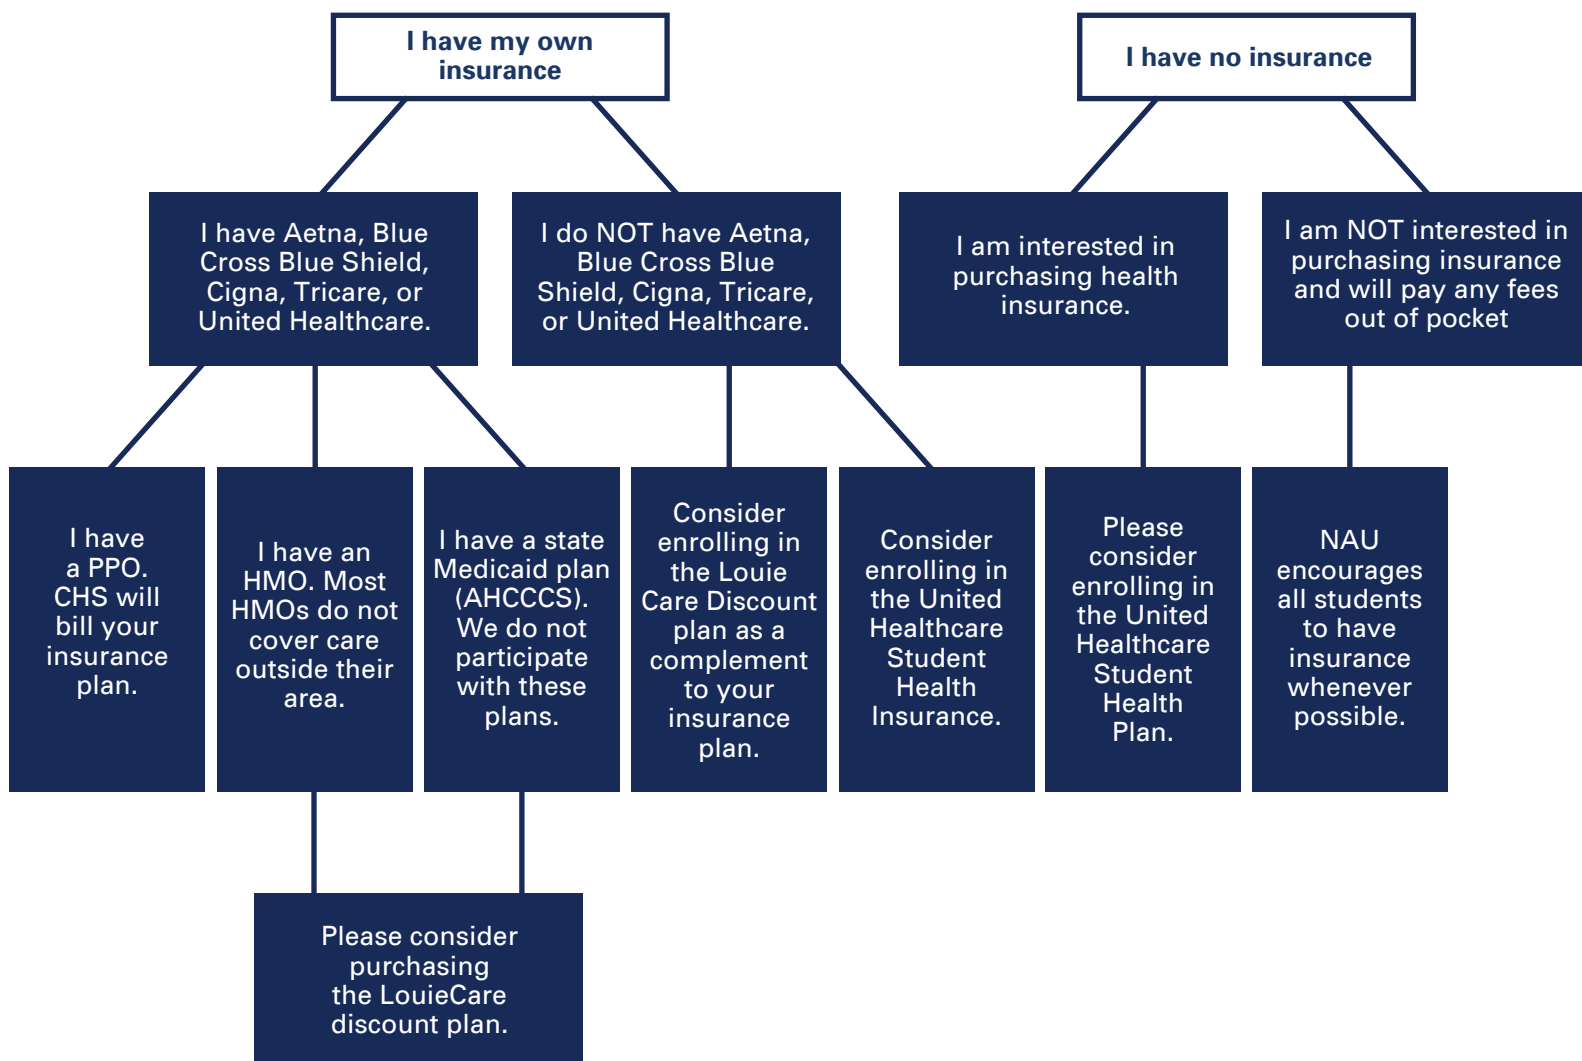 I have my own
insurance
I have no insurance
I have Aetna, Blue
Cross Blue Shield,
Cigna, Tricare, or
United Healthcare.
I do NOT have Aetna,
Blue Cross Blue
Shield, Cigna, Tricare,
or United Healthcare.
I am interested in
purchasing health
insurance.
I am NOT interested in
purchasing insurance
and will pay any fees
out of pocket
I have
a PPO.
CHS will
bill your
insurance
plan.
I have an
HMO. Most
HMOs do not
cover care
outside their
area.
I have a state
Medicaid plan
(AHCCCS).
We do not
participate
with these
plans.
Consider
enrolling in
the Louie
Care Discount
plan as a
complement
to your
insurance
plan.
Consider
enrolling in
the United
Healthcare
Student
Health
Insurance.
Please
consider
enrolling in
the United
Healthcare
Student
Health
Plan.
NAU
encourages
all students
to have
insurance
whenever
possible.
Please consider
purchasing
the LouieCare
discount plan.